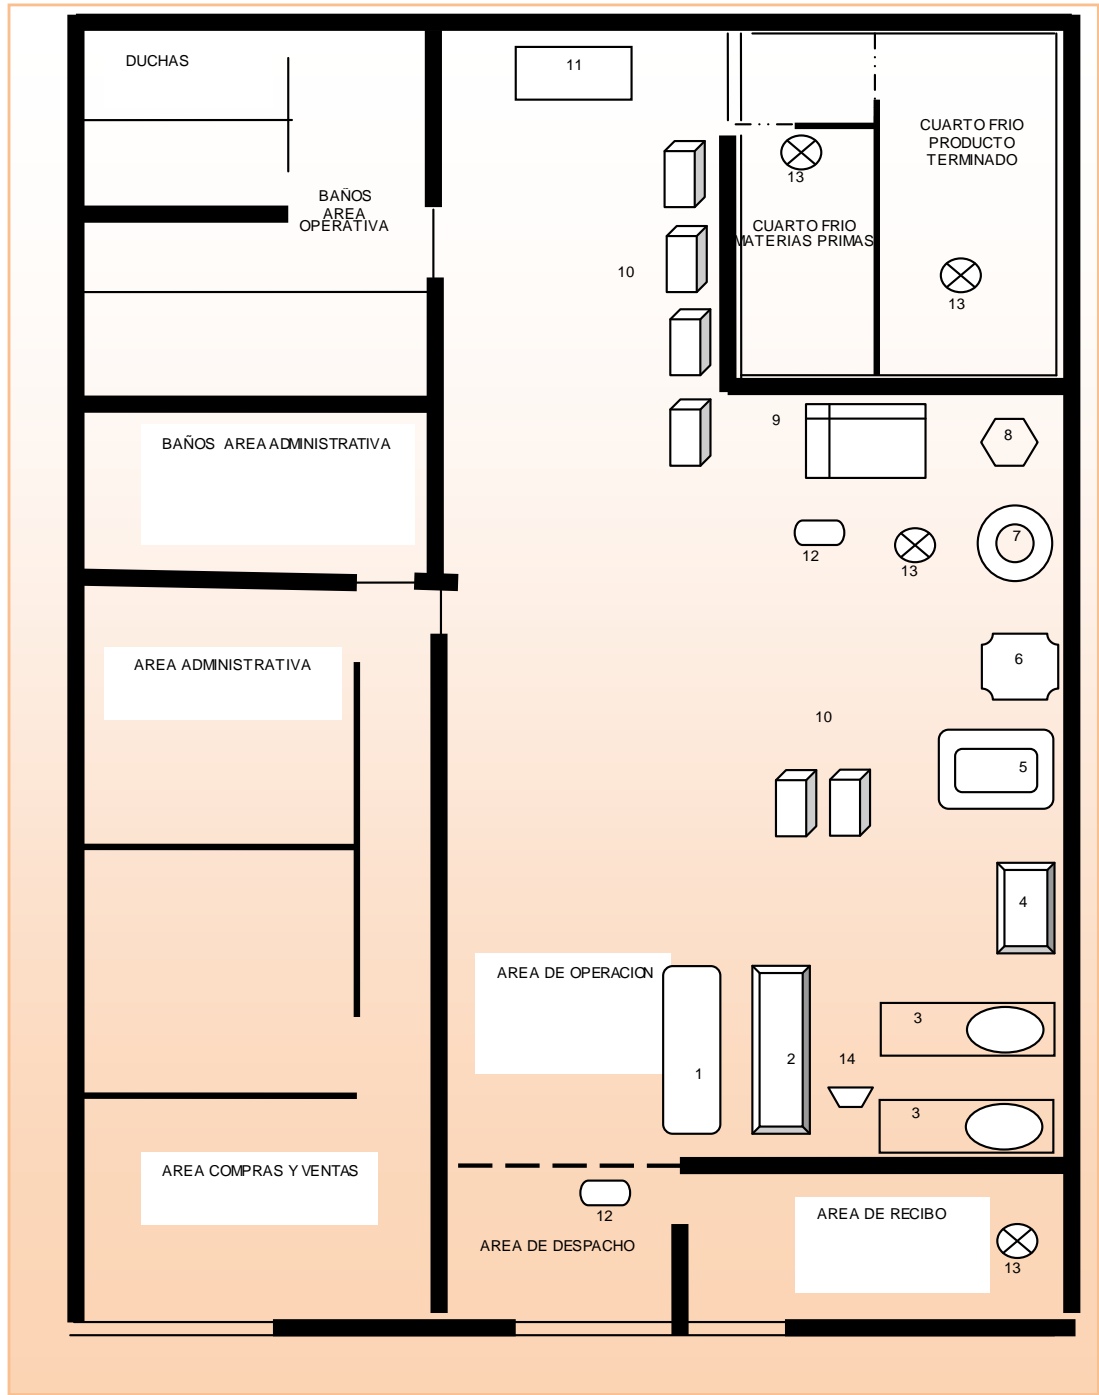 DUCHAS
11
CUARTO FRIO
PRODUCTO
TERMINADO
13
BAÑOS
AREA
OPERATIVA
CUARTO FRIO
MATERIAS PRIMAS
10
13
9
8
BAÑOS AREA ADMINISTRATIVA
7
12
13
AREA ADMINISTRATIVA
6
10
5
4
AREA DE OPERACION
3
14
2
1
3
AREA COMPRAS Y VENTAS
12
AREA DE RECIBO
AREA DE DESPACHO
13